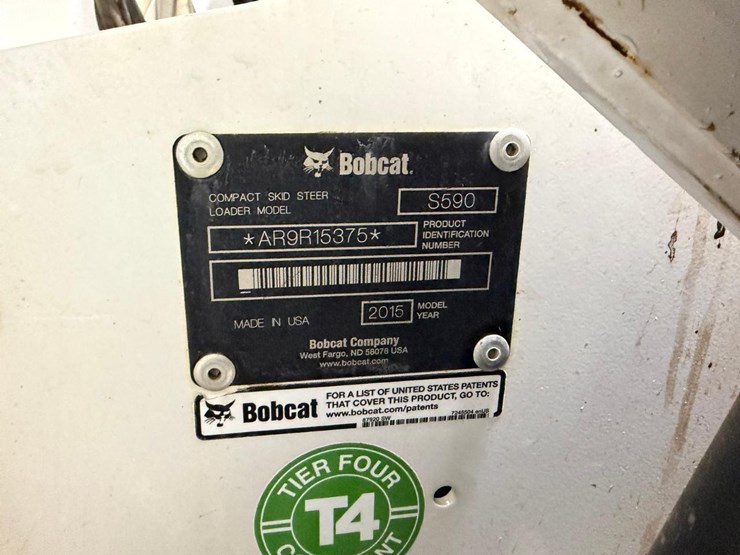 Bobcat.
COMPACT SKID STEER
LOADER MODEL
S590
*AR9R15375*
PRODUCT
IDENTIFICATION
NUMBER
MADE IN USA
2015
MODEL
YEAR
Bobcat Company
West Fargo, ND 58078 USA
www.bobcat.com
Bobcat
FOR A LIST OF UNITED STATES PATENTS
THAT COVER THIS PRODUCT, GO TO:
www.bobcat.com/patents
7245004 enUS
TIER FOUR
T4